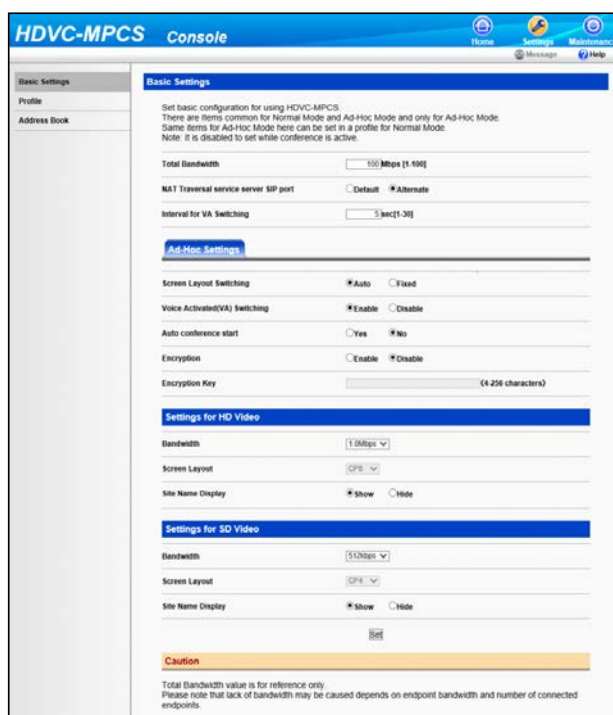 HDVC-MPCS Console
Home Settings Maintenanc
Message Help
Basic Settings
Profile
Address Book
Basic Settings
Set basic configuration for using HDVC-MPCS.
There are Items common for Normal Mode and Ad-Hoc Mode and only for Ad-Hoc Mode.
Same items for Ad-Hoc Mode here can be set in a profile for Normal Mode.
Note: It is disabled to set while conference is active.
Total Bandwidth 100 Mbps [1-100]
NAT Traversal service server SIP port Default Alternate
Interval for VA Switching 5 sec[1-30]
Ad-Hoc Settings
Screen Layout Switching Auto Fixed
Voice Activated(VA) Switching Enable Disable
Auto conference start Yes No
Encryption Enable Disable
Encryption Key (4-256 characters)
Settings for HD Video
Bandwidth 1.0Mbps
Screen Layout CP8
Site Name Display Show Hide
Settings for SD Video
Bandwidth 512kbps
Screen Layout CP4
Site Name Display Show Hide
Set
Caution
Total Bandwidth value is for reference only.
Please note that lack of bandwidth may be caused depends on endpoint bandwidth and number of connected
endpoints.